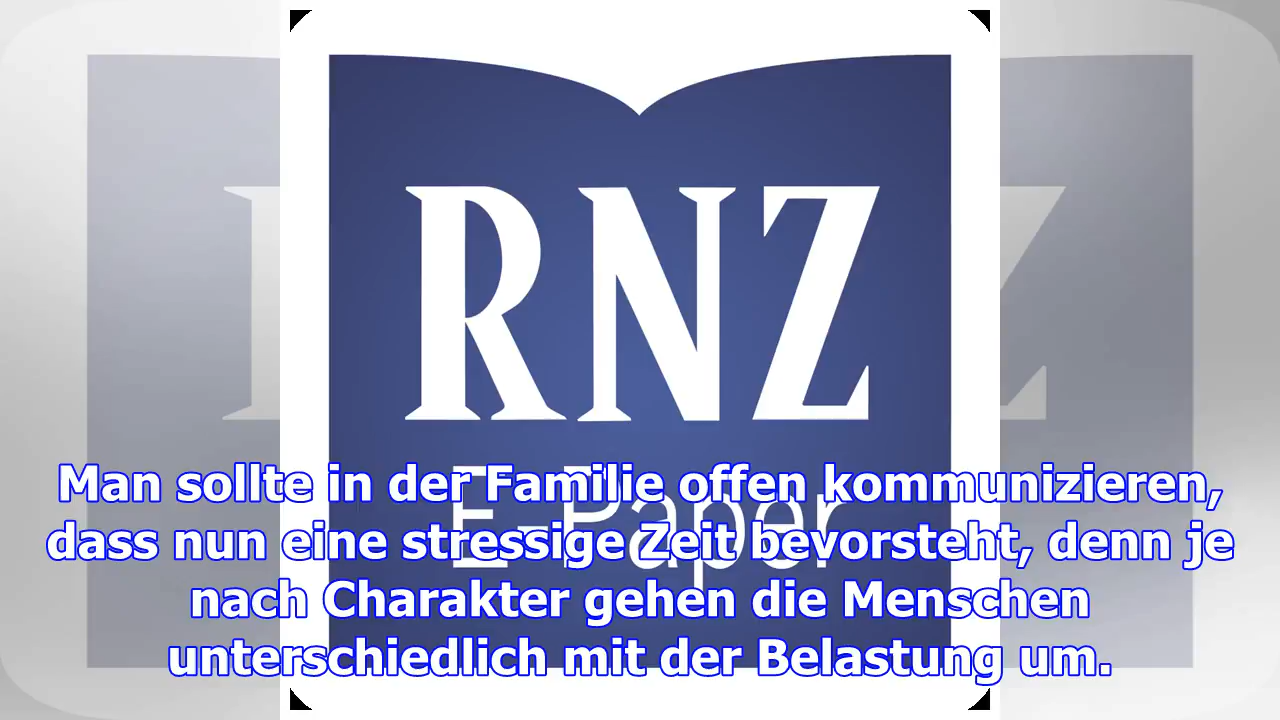 RNZ
E-Paper
Man sollte in der Familie offen kommunizieren,
dass nun eine stressige Zeit bevorsteht, denn je
nach Charakter gehen die Menschen
unterschiedlich mit der Belastung um.